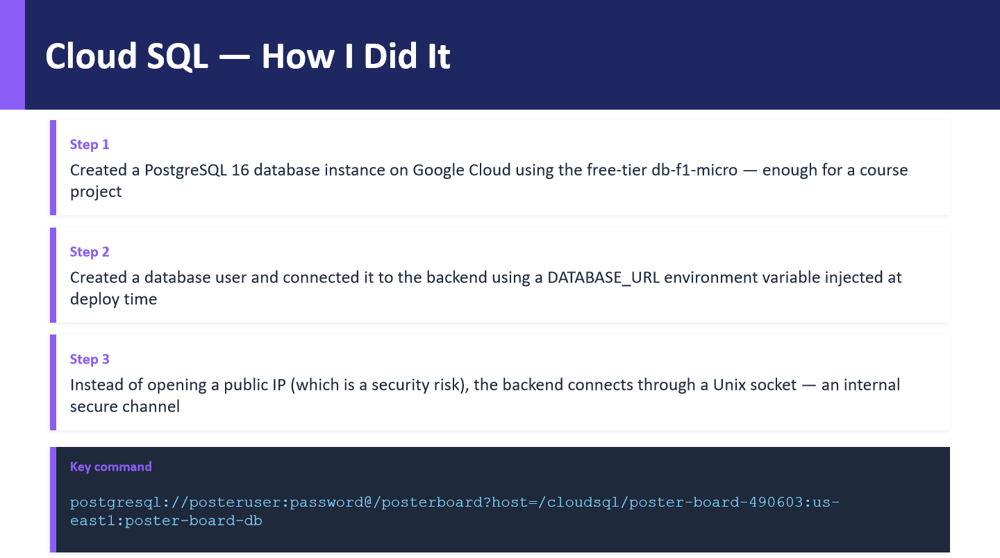 Cloud SQL — How I Did It
Step 1
Created a PostgreSQL 16 database instance on Google Cloud using the free-tier db-f1-micro — enough for a course
project
Step 2
Created a database user and connected it to the backend using a DATABASE_URL environment variable injected at
deploy time
Step 3
Instead of opening a public IP (which is a security risk), the backend connects through a Unix socket — an internal
secure channel
Key command
postgresql://posteruser:password@/posterboard?host=/cloudsql/poster-board-490603:us-
east1:poster-board-db